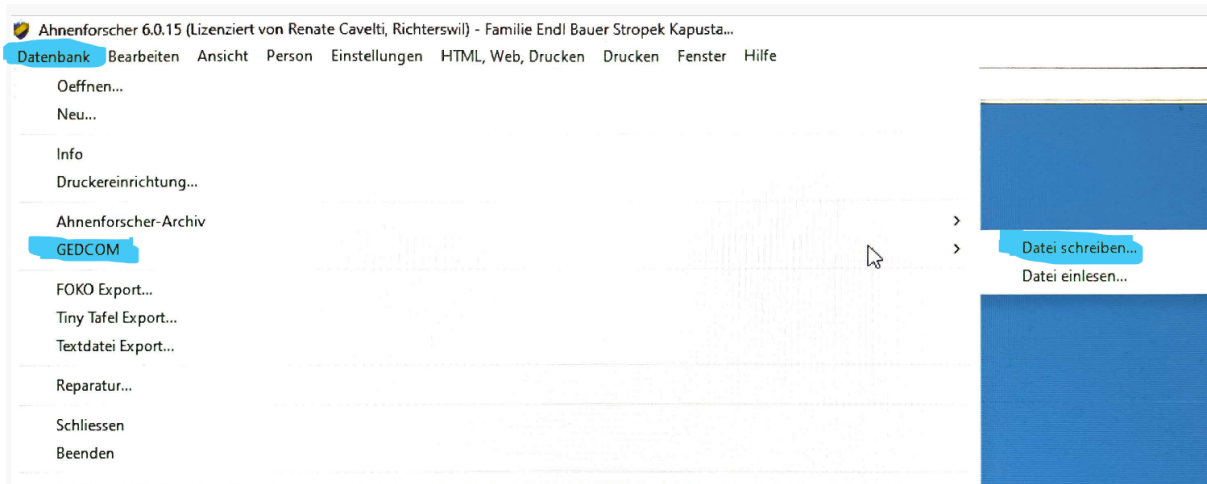 Ahnenforscher 6.0.15 (Lizenziert von Renate Cavelti, Richterswil) - Familie Endl Bauer Stropek Kapusta...
Datenbank Bearbeiten Ansicht Person Einstellungen HTML, Web, Drucken Drucken Fenster Hilfe
Oeffnen...
Neu...
Info
Druckereinrichtung...
Ahnenforscher-Archiv >
GEDCOM > Datei schreiben...
Datei einlesen...
FOKO Export...
Tiny Tafel Export...
Textdatei Export...
Reparatur...
Schliessen
Beenden